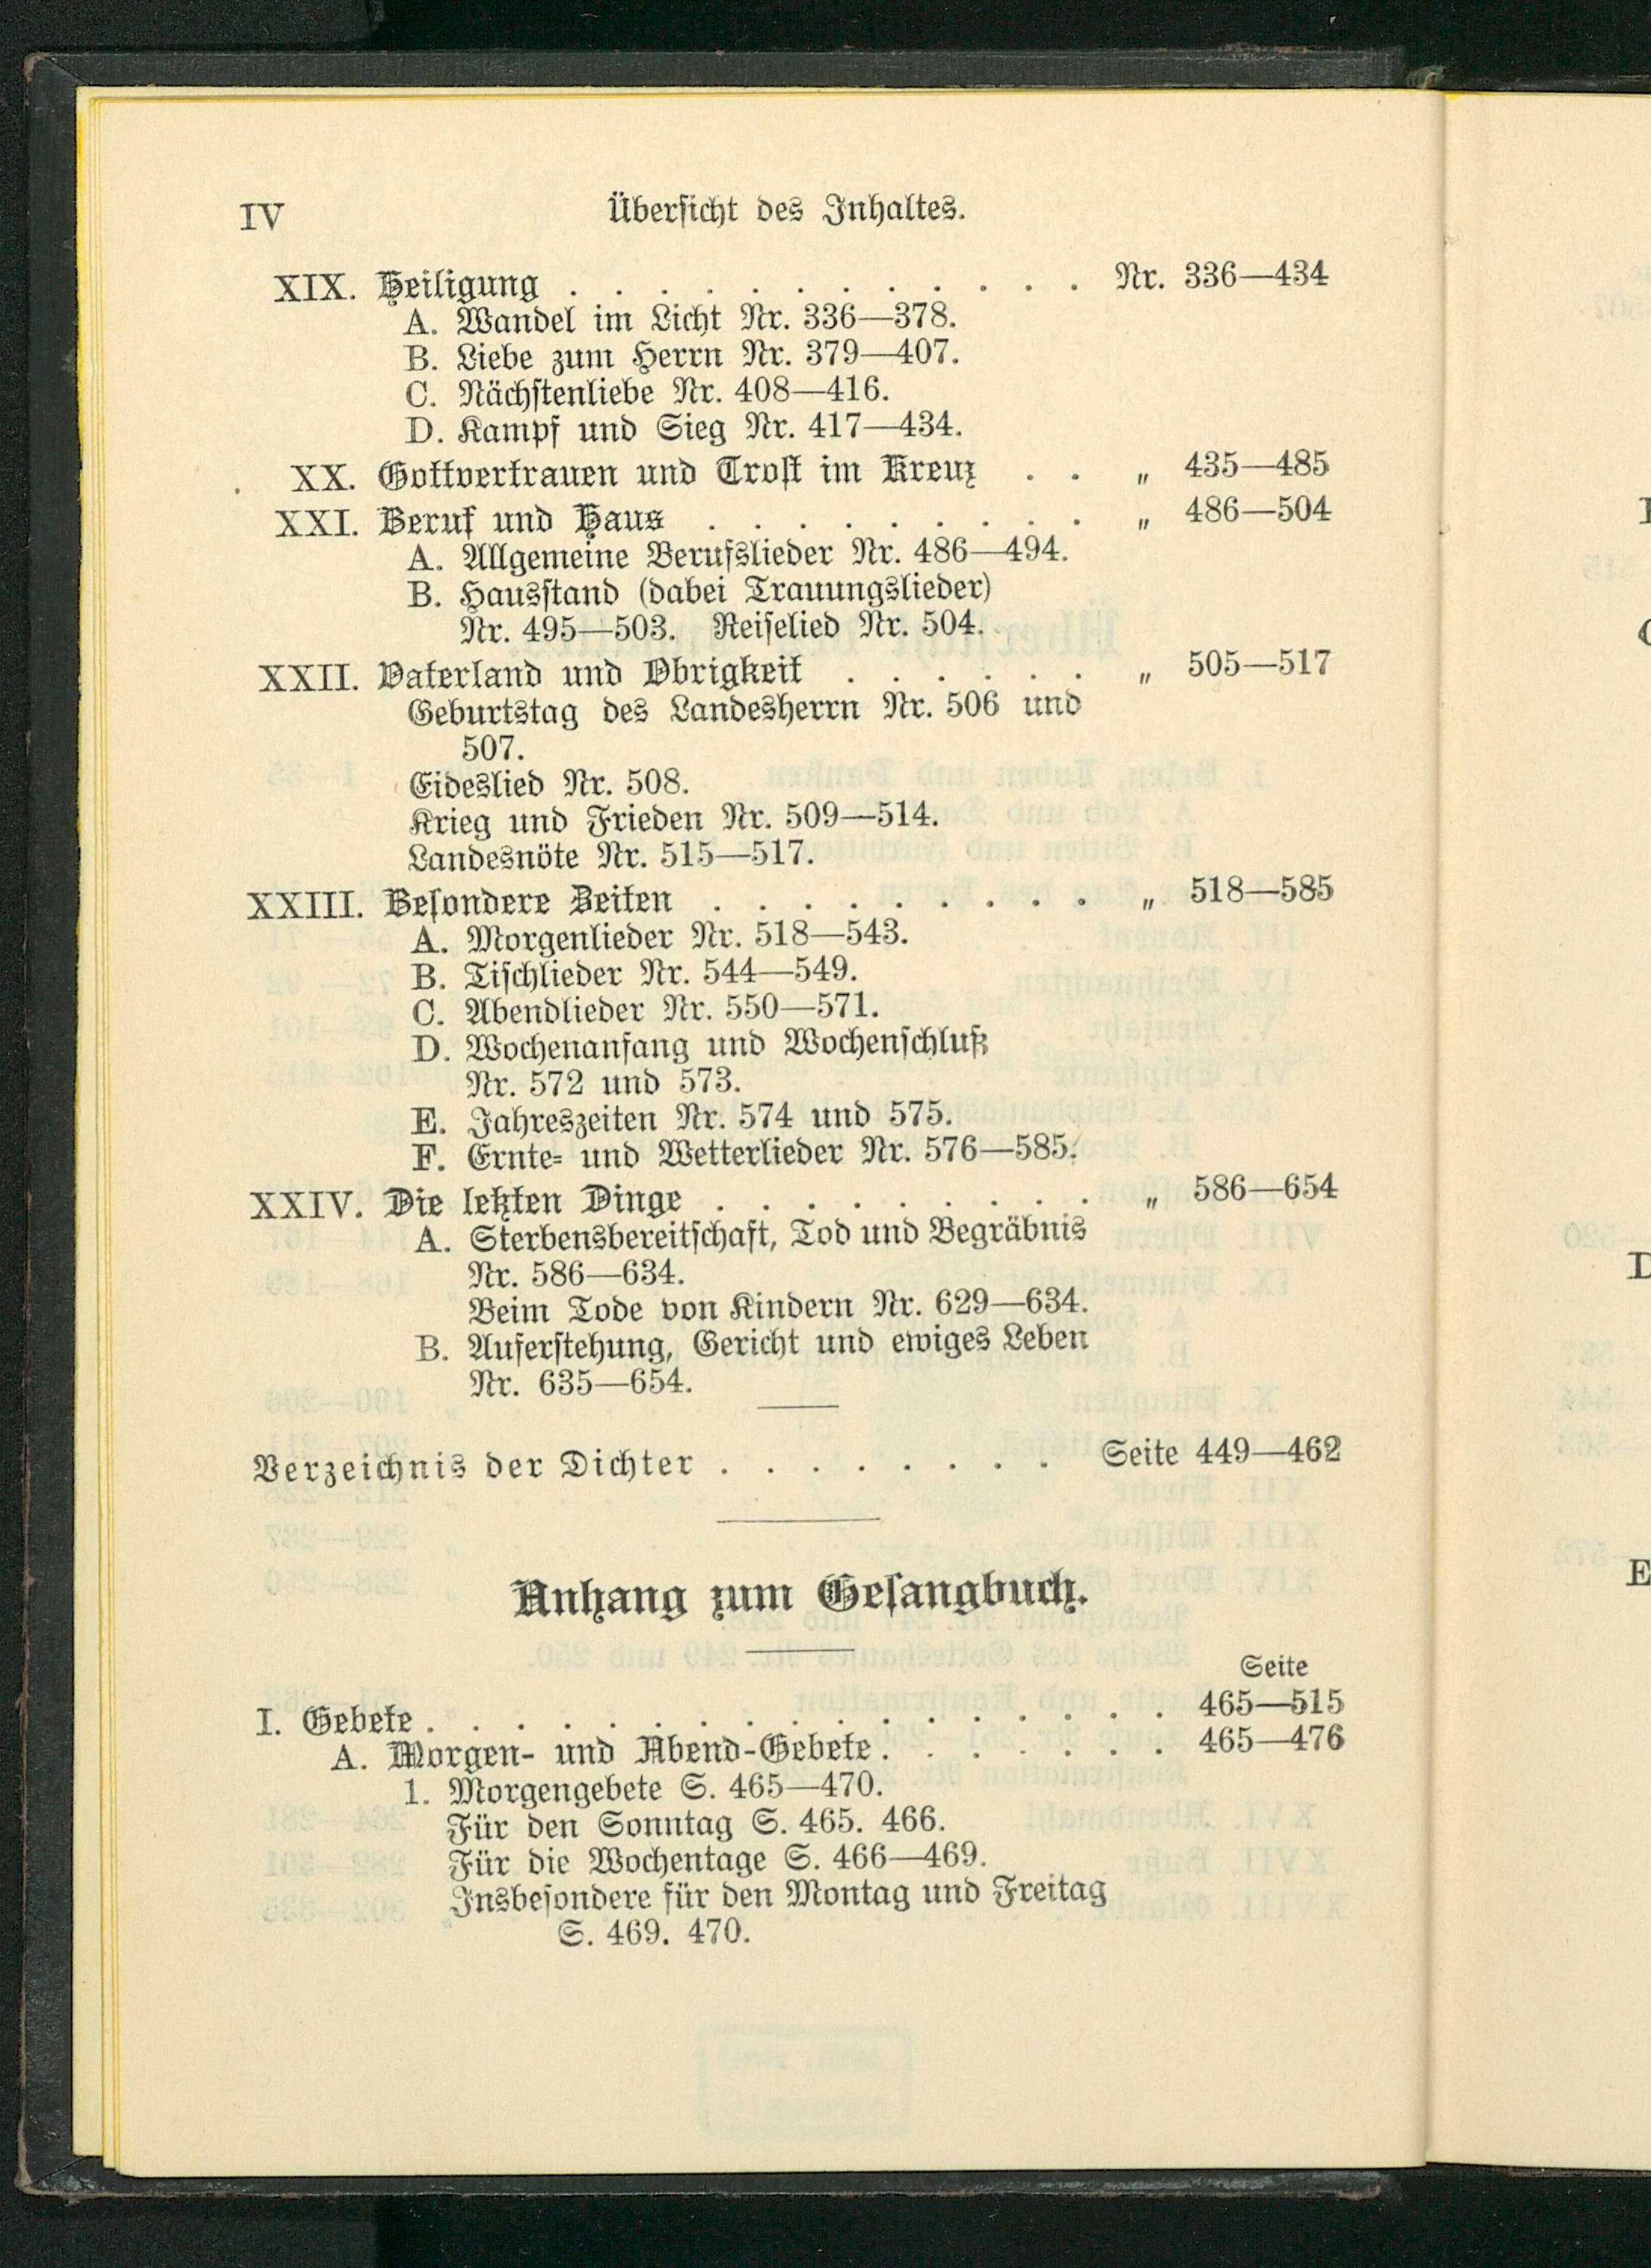 IV
Übersicht des Inhaltes.
XIX. Heiligung . . . . . . . . . . . . Nr. 336—434
A. Wandel im Licht Nr. 336—378.
B. Liebe zum Herrn Nr. 379—407.
C. Nächstenliebe Nr. 408—416.
D. Kampf und Sieg Nr. 417—434.
XX. Gottvertrauen und Trost im Kreuz . . „ 435—485
XXI. Beruf und Haus . . . . . . . . . „ 486—504
A. Allgemeine Berufslieder Nr. 486—494.
B. Hausstand (dabei Trauungslieder)
Nr. 495—503. Reiselied Nr. 504.
XXII. Vaterland und Obrigkeit . . . . . . „ 505—517
Geburtstag des Landesherrn Nr. 506 und
507.
Eideslied Nr. 508.
Krieg und Frieden Nr. 509—514.
Landesnöte Nr. 515—517.
XXIII. Besondere Zeiten . . . . . . . . . „ 518—585
A. Morgenlieder Nr. 518—543.
B. Tischlieder Nr. 544—549.
C. Abendlieder Nr. 550—571.
D. Wochenanfang und Wochenschluß
Nr. 572 und 573.
E. Jahreszeiten Nr. 574 und 575.
F. Ernte- und Wetterlieder Nr. 576—585.
XXIV. Die letzten Dinge . . . . . . . . . „ 586—654
A. Sterbensbereitschaft, Tod und Begräbnis
Nr. 586—634.
Beim Tode von Kindern Nr. 629—634.
B. Auferstehung, Gericht und ewiges Leben
Nr. 635—654.
Verzeichnis der Dichter . . . . . . . . Seite 449—462
Anhang zum Gesangbuch.
Seite
I. Gebete . . . . . . . . . . . . . . . . . 465—515
A. Morgen- und Abend-Gebete . . . . . . . 465—476
1. Morgengebete S. 465—470.
Für den Sonntag S. 465. 466.
Für die Wochentage S. 466—469.
Insbesondere für den Montag und Freitag
S. 469. 470.